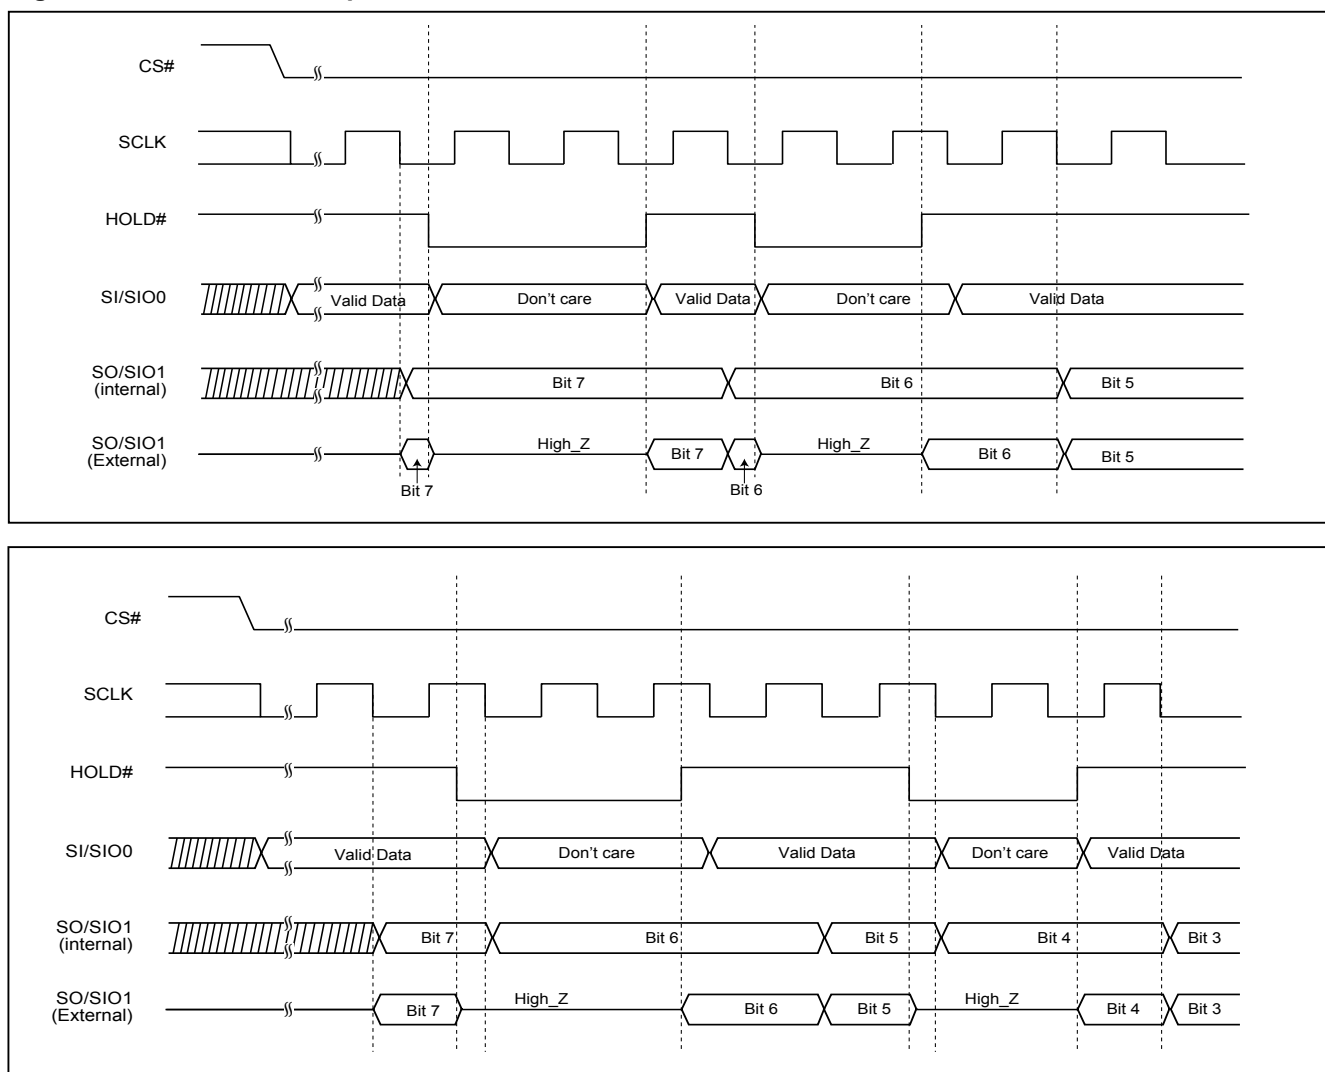 CS#
SCLK
HOLD#
SI/SIO0
Valid Data
Don't care
Valid Data
Don't care
Valid Data
SO/SIO1
(internal)
Bit 7
Bit 6
Bit 5
SO/SIO1
(External)
High_Z
Bit 7
High_Z
Bit 6
Bit 5
Bit 7
Bit 6
CS#
SCLK
HOLD#
SI/SIO0
Valid Data
Don't care
Valid Data
Don't care
Valid Data
SO/SIO1
(internal)
Bit 7
Bit 6
Bit 5
Bit 4
Bit 3
SO/SIO1
(External)
Bit 7
High_Z
Bit 6
Bit 5
High_Z
Bit 4
Bit 3